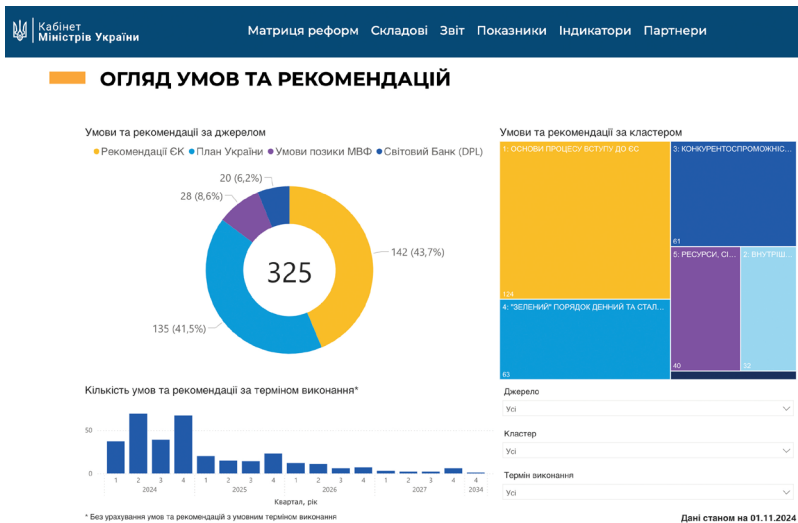 Кабінет
Міністрів України
Матриця реформ Складові Звіт Показники Індикатори Партнери
ОГЛЯД УМОВ ТА РЕКОМЕНДАЦІЙ
Умови та рекомендації за джерелом
Рекомендації ЄК План України Умови позики МВФ Світовий Банк (DPL)
20 (6,2%)
28 (8,6%)
142 (43,7%)
325
135 (41,5%)
Умови та рекомендації за кластером
1: ОСНОВИ ПРОЦЕСУ ВСТУПУ ДО ЄС
124
3: КОНКУРЕНТОСПРОМОЖНІС...
61
4: "ЗЕЛЕНИЙ" ПОРЯДОК ДЕННИЙ ТА СТАЛ...
63
5: РЕСУРСИ, СІ...
40
2: ВНУТРІШ...
32
Кількість умов та рекомендації за терміном виконання*
50
0
1 2 3 4 1 2 3 4 1 2 3 4 1 2 3 4 4
2024 2025 2026 2027 2034
Квартал, рік
* Без урахування умов та рекомендацій з умовним терміном виконання
Джерело
Усі
Кластер
Усі
Термін виконання
Усі
Дані станом на 01.11.2024